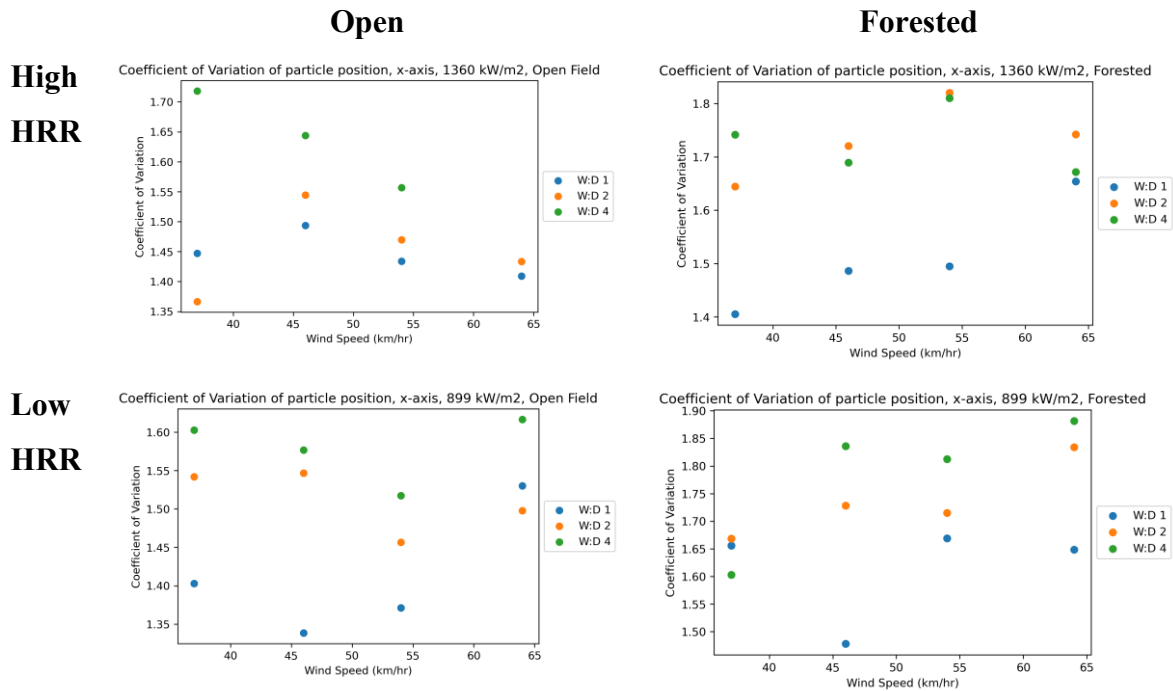 Open
Forested
High
HRR
Coefficient of Variation of particle position, x-axis, 1360 kW/m2, Open Field
Coefficient of Variation
1.70
1.65
1.60
1.55
1.50
1.45
1.40
1.35
40
45
50
55
60
65
Wind Speed (km/hr)
W:D 1
W:D 2
W:D 4
Coefficient of Variation of particle position, x-axis, 1360 kW/m2, Forested
Coefficient of Variation
1.8
1.7
1.6
1.5
1.4
40
45
50
55
60
65
Wind Speed (km/hr)
W:D 1
W:D 2
W:D 4
Low
HRR
Coefficient of Variation of particle position, x-axis, 899 kW/m2, Open Field
Coefficient of Variation
1.60
1.55
1.50
1.45
1.40
1.35
40
45
50
55
60
65
Wind Speed (km/hr)
W:D 1
W:D 2
W:D 4
Coefficient of Variation of particle position, x-axis, 899 kW/m2, Forested
Coefficient of Variation
1.90
1.85
1.80
1.75
1.70
1.65
1.60
1.55
1.50
40
45
50
55
60
65
Wind Speed (km/hr)
W:D 1
W:D 2
W:D 4